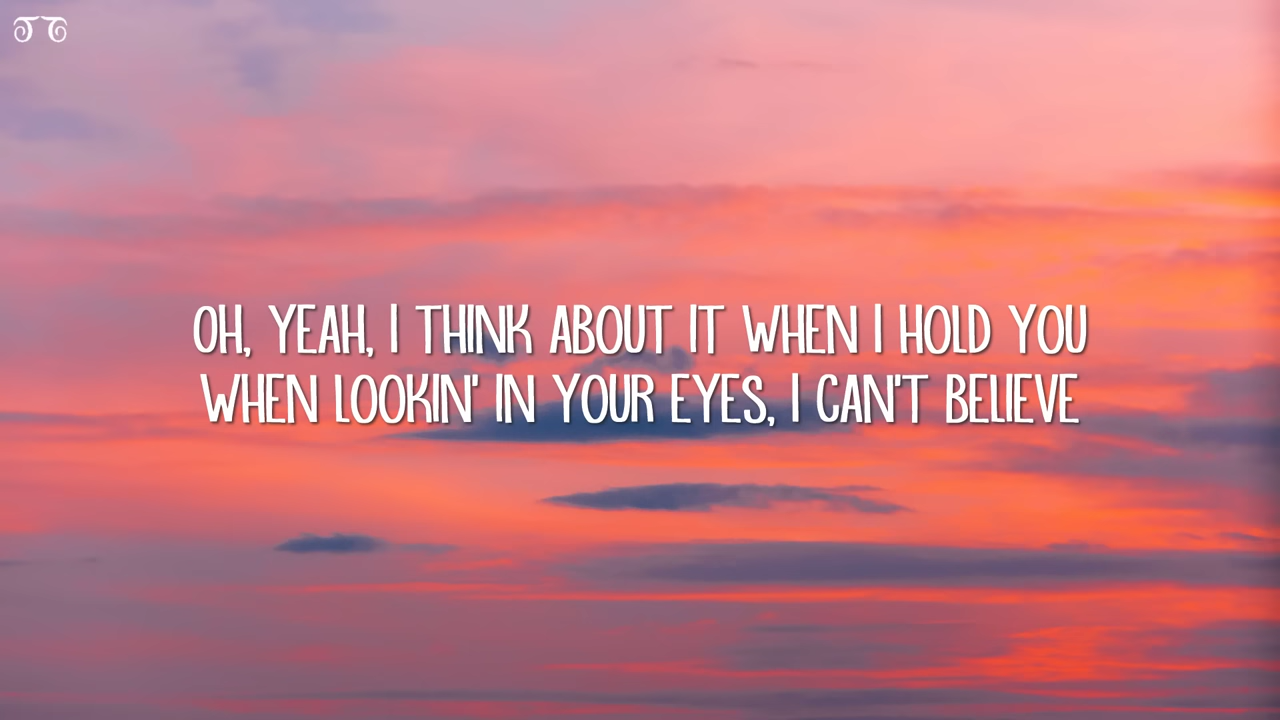 OH, YEAH, I THINK ABOUT IT WHEN I HOLD YOU
WHEN LOOKIN' IN YOUR EYES, I CAN'T BELIEVE